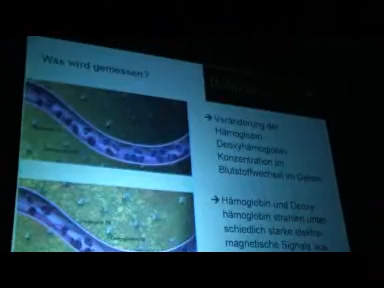 Was wird gemessen?
→ Veränderung der
Hämoglobin
Deoxyhämoglobin
Konzentration im
Blutstoffwechsel im Gehirn
→ Hämoglobin und Deoxy-
hämoglobin strahlen unter-
schiedlich starke elektro-
magnetische Signale aus